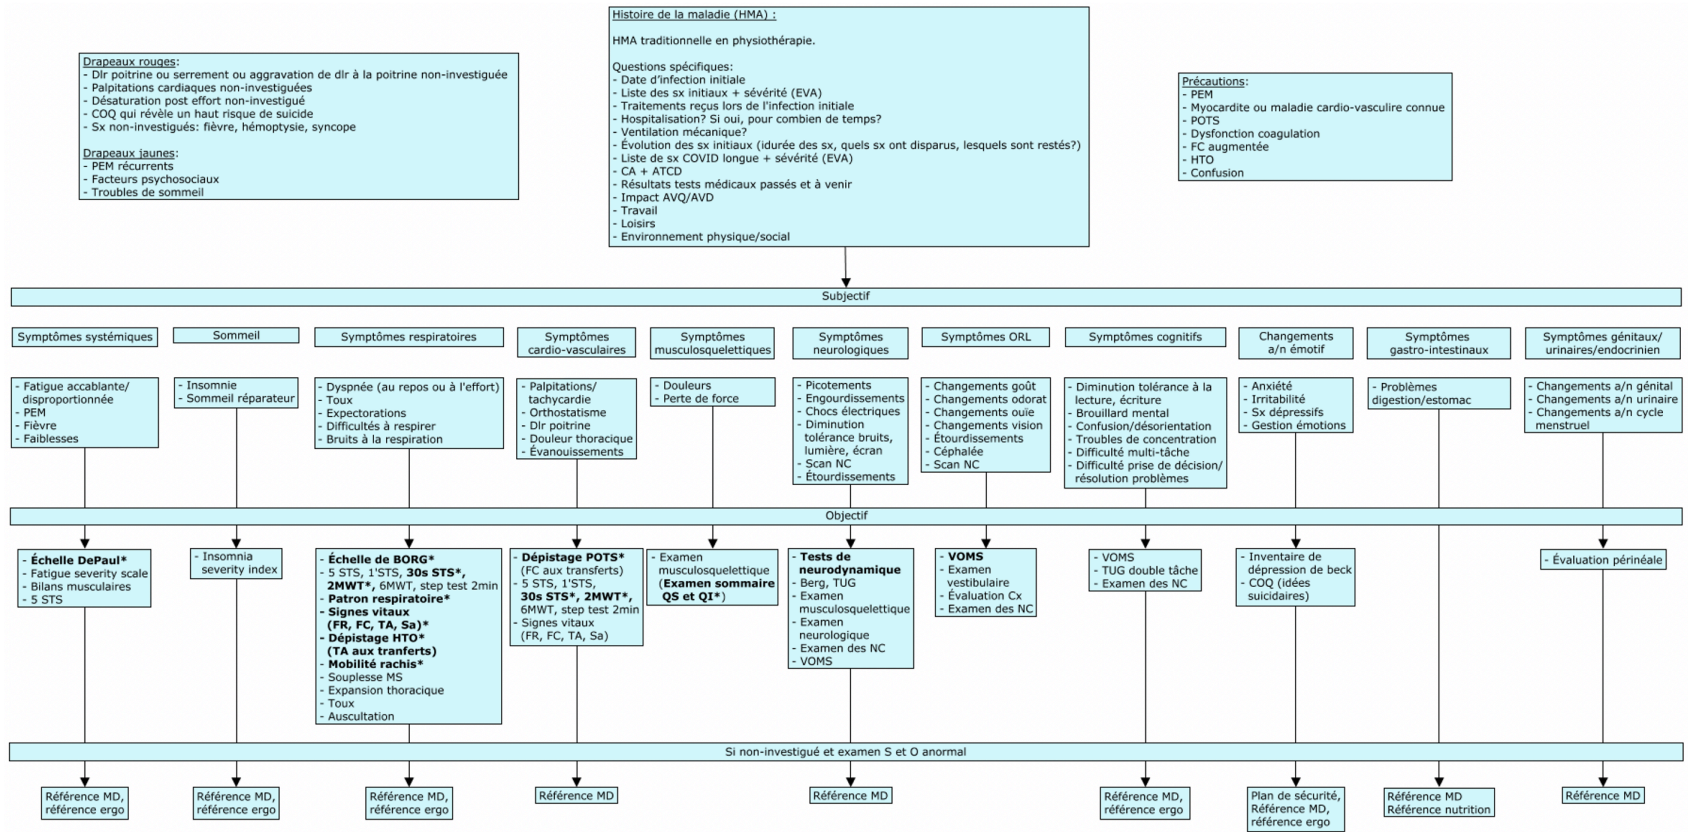 Histoire de la maladie (HMA) :
HMA traditionnelle en physiothérapie.
Questions spécifiques:
- Date d'infection initiale
- Liste des sx initiaux + sévérité (EVA)
- Traitements reçus lors de l'infection initiale
- Hospitalisation? Si oui, pour combien de temps?
- Ventilation mécanique?
- Évolution des sx initiaux (idurée des sx, quels sx ont disparus, lesquels sont restés?)
- Liste de sx COVID longue + sévérité (EVA)
- CA + ATCD
- Résultats tests médicaux passés et à venir
- Impact AVQ/AVD
- Travail
- Loisirs
- Environnement physique/social
Drapeaux rouges:
- Dlr poitrine ou serrement ou aggravation de dlr à la poitrine non-investiguée
- Palpitations cardiaques non-investiguées
- Désaturation post effort non-investigué
- COQ qui révèle un haut risque de suicide
- Sx non-investigués: fièvre, hémoptysie, syncope
Drapeaux jaunes:
- PEM récurrents
- Facteurs psychosociaux
- Troubles de sommeil
Précautions:
- PEM
- Myocardite ou maladie cardio-vasculire connue
- POTS
- Dysfonction coagulation
- FC augmentée
- HTO
- Confusion
Subjectif
Symptômes systémiques
Sommeil
Symptômes respiratoires
Symptômes
cardio-vasculaires
Symptômes
musculosquelettiques
Symptômes
neurologiques
Symptômes ORL
Symptômes cognitifs
Changements
a/n émotif
Symptômes
gastro-intestinaux
Symptômes génitaux/
urinaires/endocrinien
- Fatigue accablante/
disproportionnée
- PEM
- Fièvre
- Faiblesses
- Insomnie
- Sommeil réparateur
- Dyspnée (au repos ou à l'effort)
- Toux
- Expectorations
- Difficultés à respirer
- Bruits à la respiration
- Palpitations/
tachycardie
- Orthostatisme
- Dlr poitrine
- Douleur thoracique
- Évanouissements
- Douleurs
- Perte de force
- Picotements
- Engourdissements
- Chocs électriques
- Diminution
tolérance bruits,
lumière, écran
- Scan NC
- Étourdissements
- Changements goût
- Changements odorat
- Changements ouïe
- Changements vision
- Étourdissements
- Céphalée
- Scan NC
- Diminution tolérance à la
lecture, écriture
- Brouillard mental
- Confusion/désorientation
- Troubles de concentration
- Difficulté multi-tâche
- Difficulté prise de décision/
résolution problèmes
- Anxiété
- Irritabilité
- Sx dépressifs
- Gestion émotions
- Problèmes
digestion/estomac
- Changements a/n génital
- Changements a/n urinaire
- Changements a/n cycle
menstruel
Objectif
- Échelle DePaul*
- Fatigue severity scale
- Bilans musculaires
- 5 STS
- Insomnia
severity index
- Échelle de BORG*
- 5 STS, 1'STS, 30s STS*,
2MWT*, 6MWT, step test 2min
- Patron respiratoire*
- Signes vitaux
(FR, FC, TA, Sa)*
- Dépistage HTO*
(TA aux tranferts)
- Mobilité rachis*
- Souplesse MS
- Expansion thoracique
- Toux
- Auscultation
- Dépistage POTS*
(FC aux transferts)
- 5 STS, 1'STS,
30s STS*, 2MWT*,
6MWT, step test 2min
- Signes vitaux
(FR, FC, TA, Sa)
- Examen
musculosquelettique
(Examen sommaire
QS et QI*)
- Tests de
neurodynamique
- Berg, TUG
- Examen
musculosquelettique
- Examen
neurologique
- Examen des NC
- VOMS
- VOMS
- Examen
vestibulaire
- Évaluation Cx
- Examen des NC
- VOMS
- TUG double tâche
- Examen des NC
- Inventaire de
dépression de beck
- COQ (idées
suicidaires)
- Évaluation périnéale
Si non-investigué et examen S et O anormal
Référence MD,
référence ergo
Référence MD,
référence ergo
Référence MD,
référence ergo
Référence MD
Référence MD
Référence MD,
référence ergo
Plan de sécurité,
Référence MD,
référence ergo
Référence MD
Référence nutrition
Référence MD